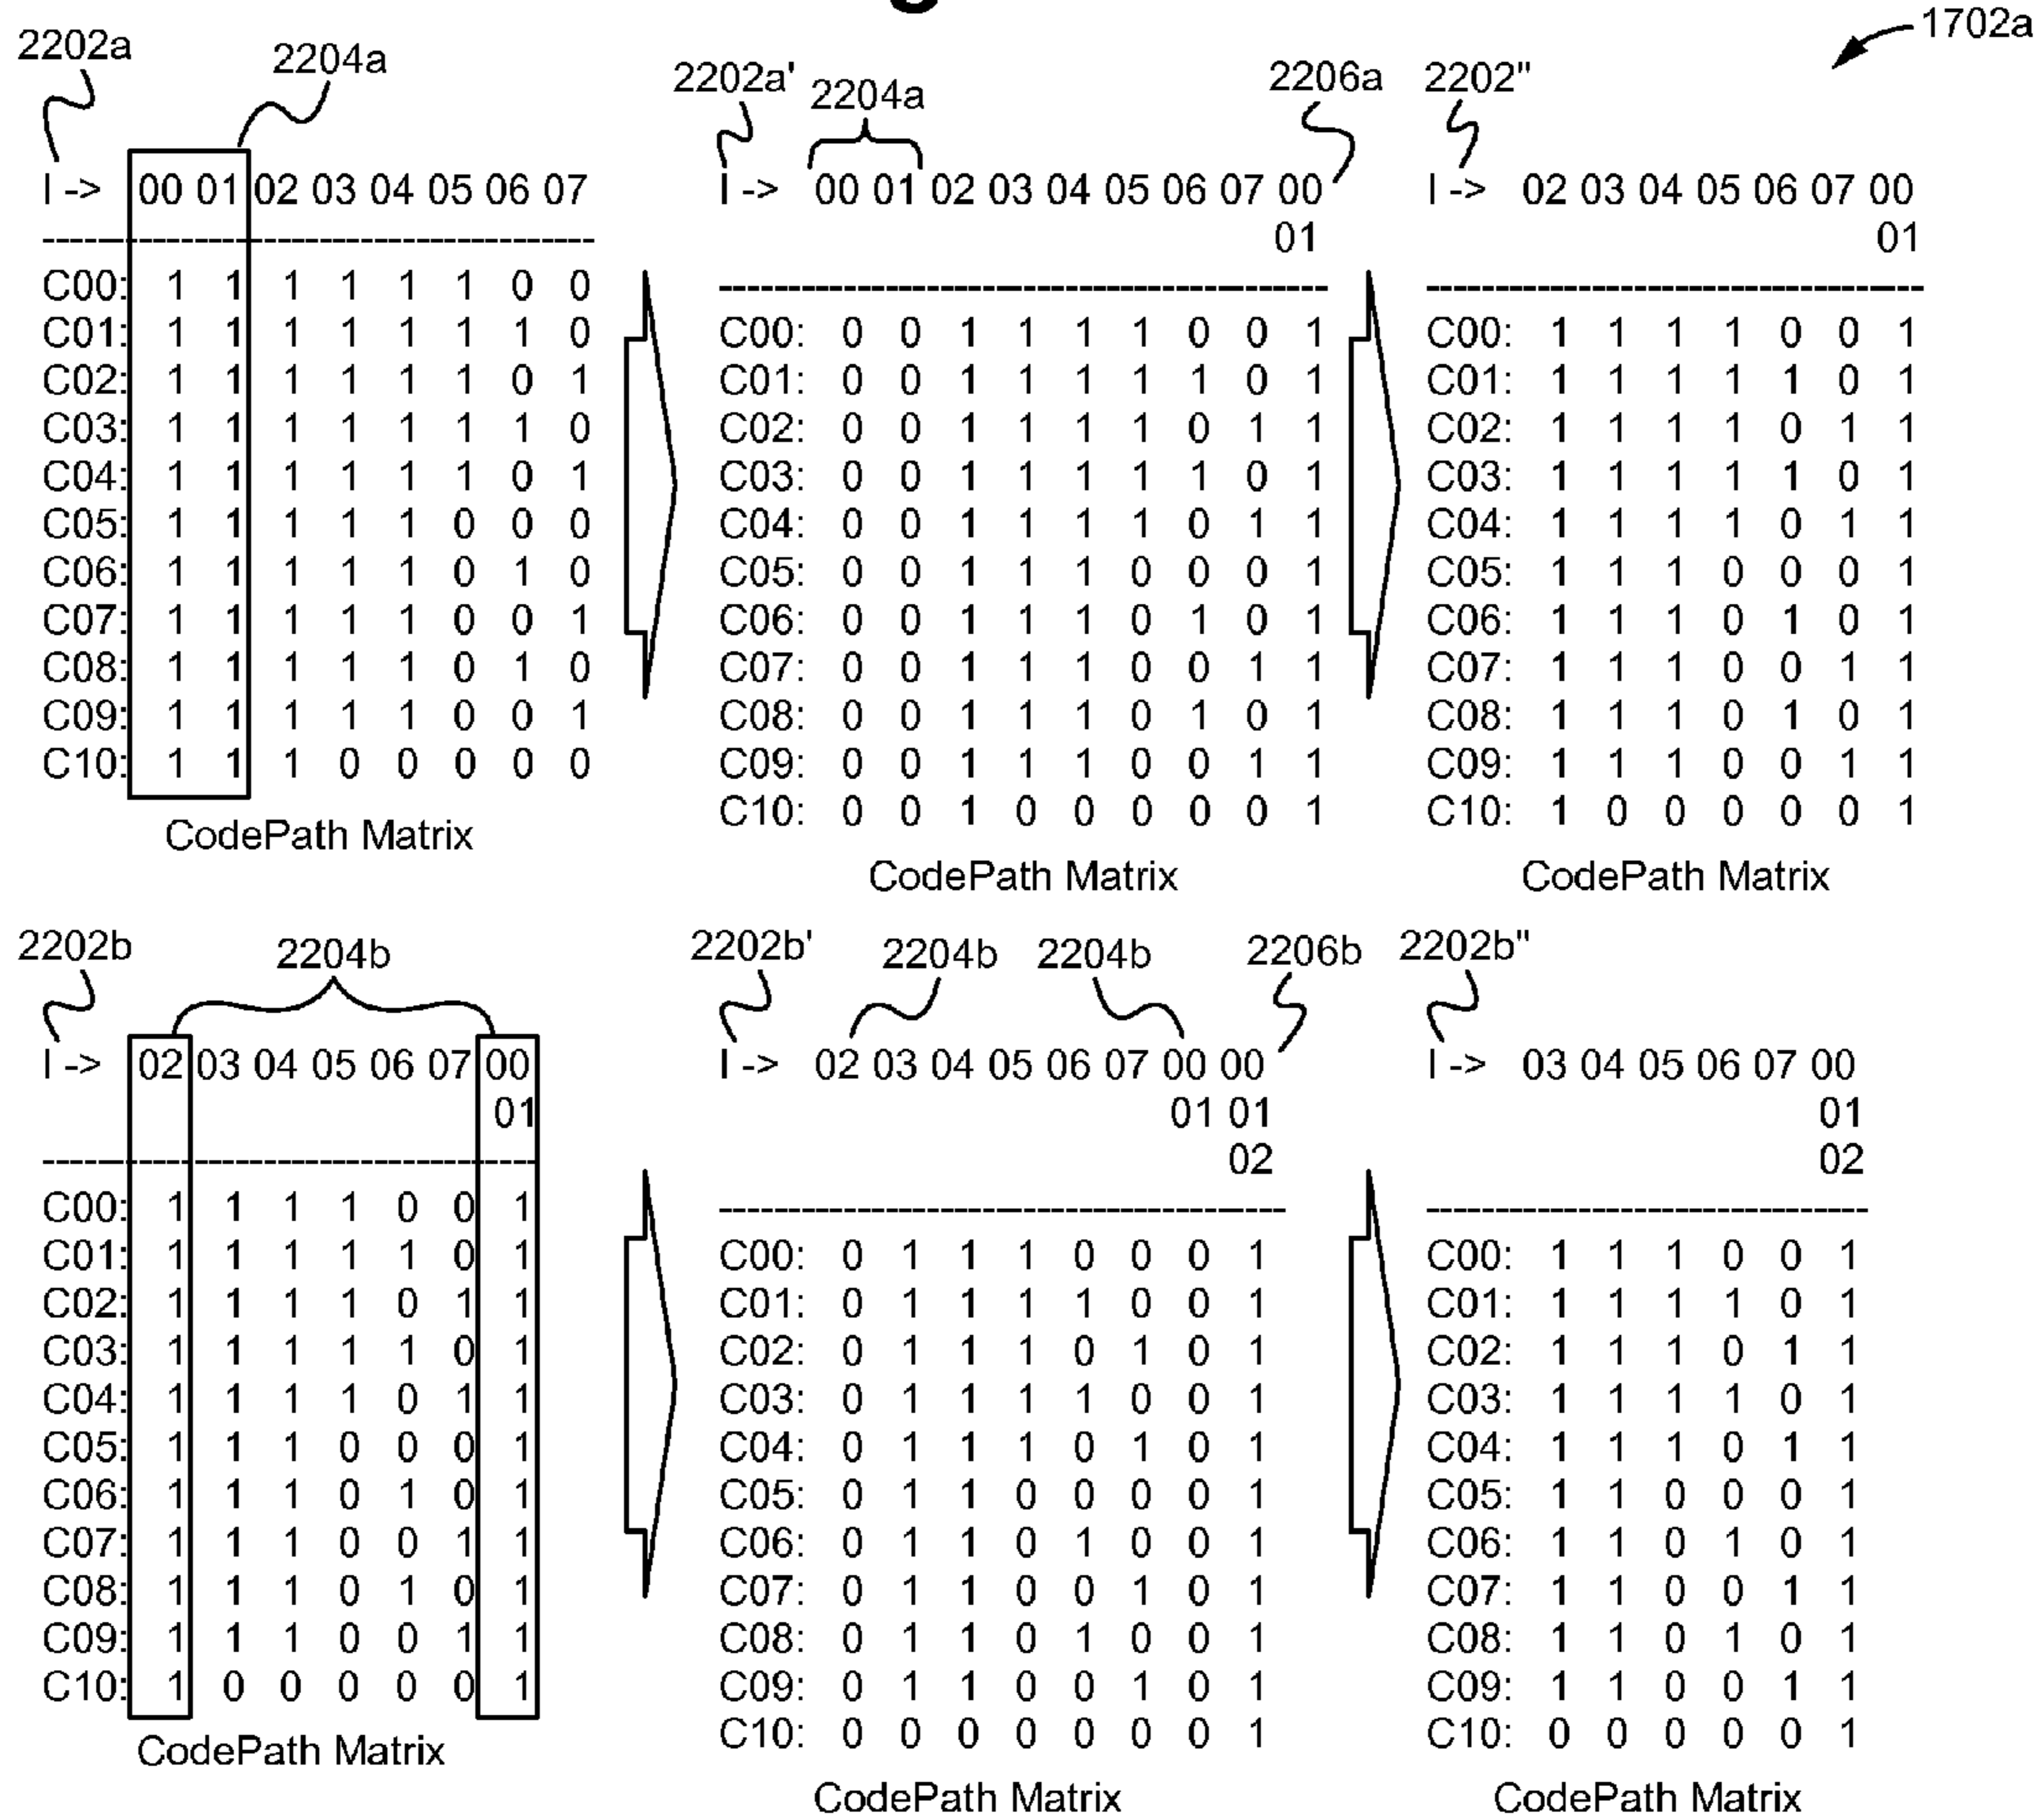 1702a
2202a
2204a
I -> 00 01 02 03 04 05 06 07
C00: 1 1 1 1 1 1 0 0
C01: 1 1 1 1 1 1 1 0
C02: 1 1 1 1 1 1 0 1
C03: 1 1 1 1 1 1 1 0
C04: 1 1 1 1 1 1 0 1
C05: 1 1 1 1 1 0 0 0
C06: 1 1 1 1 1 0 1 0
C07: 1 1 1 1 1 0 0 1
C08: 1 1 1 1 1 0 1 0
C09: 1 1 1 1 1 0 0 1
C10: 1 1 1 0 0 0 0 0
CodePath Matrix
2202a'
2204a
2206a
I -> 00 01 02 03 04 05 06 07 00
01
C00: 0 0 1 1 1 1 0 0 1
C01: 0 0 1 1 1 1 1 0 1
C02: 0 0 1 1 1 1 0 1 1
C03: 0 0 1 1 1 1 1 0 1
C04: 0 0 1 1 1 1 0 1 1
C05: 0 0 1 1 1 0 0 0 1
C06: 0 0 1 1 1 0 1 0 1
C07: 0 0 1 1 1 0 0 1 1
C08: 0 0 1 1 1 0 1 0 1
C09: 0 0 1 1 1 0 0 1 1
C10: 0 0 1 0 0 0 0 0 1
CodePath Matrix
2202"
I -> 02 03 04 05 06 07 00
01
C00: 1 1 1 1 0 0 1
C01: 1 1 1 1 1 0 1
C02: 1 1 1 1 0 1 1
C03: 1 1 1 1 1 0 1
C04: 1 1 1 1 0 1 1
C05: 1 1 1 0 0 0 1
C06: 1 1 1 0 1 0 1
C07: 1 1 1 0 0 1 1
C08: 1 1 1 0 1 0 1
C09: 1 1 1 0 0 1 1
C10: 1 0 0 0 0 0 1
CodePath Matrix
2202b
2204b
I -> 02 03 04 05 06 07 00
01
C00: 1 1 1 1 0 0 1
C01: 1 1 1 1 1 0 1
C02: 1 1 1 1 0 1 1
C03: 1 1 1 1 1 0 1
C04: 1 1 1 1 0 1 1
C05: 1 1 1 0 0 0 1
C06: 1 1 1 0 1 0 1
C07: 1 1 1 0 0 1 1
C08: 1 1 1 0 1 0 1
C09: 1 1 1 0 0 1 1
C10: 1 0 0 0 0 0 1
CodePath Matrix
2202b'
2204b
2204b
2206b
I -> 02 03 04 05 06 07 00 00
01 01
02
C00: 0 1 1 1 0 0 0 1
C01: 0 1 1 1 1 0 0 1
C02: 0 1 1 1 0 1 0 1
C03: 0 1 1 1 1 0 0 1
C04: 0 1 1 1 0 1 0 1
C05: 0 1 1 0 0 0 0 1
C06: 0 1 1 0 1 0 0 1
C07: 0 1 1 0 0 1 0 1
C08: 0 1 1 0 1 0 0 1
C09: 0 1 1 0 0 1 0 1
C10: 0 0 0 0 0 0 0 1
CodePath Matrix
2202b"
I -> 03 04 05 06 07 00
01
02
C00: 1 1 1 0 0 1
C01: 1 1 1 1 0 1
C02: 1 1 1 0 1 1
C03: 1 1 1 1 0 1
C04: 1 1 1 0 1 1
C05: 1 1 0 0 0 1
C06: 1 1 0 1 0 1
C07: 1 1 0 0 1 1
C08: 1 1 0 1 0 1
C09: 1 1 0 0 1 1
C10: 0 0 0 0 0 1
CodePath Matrix